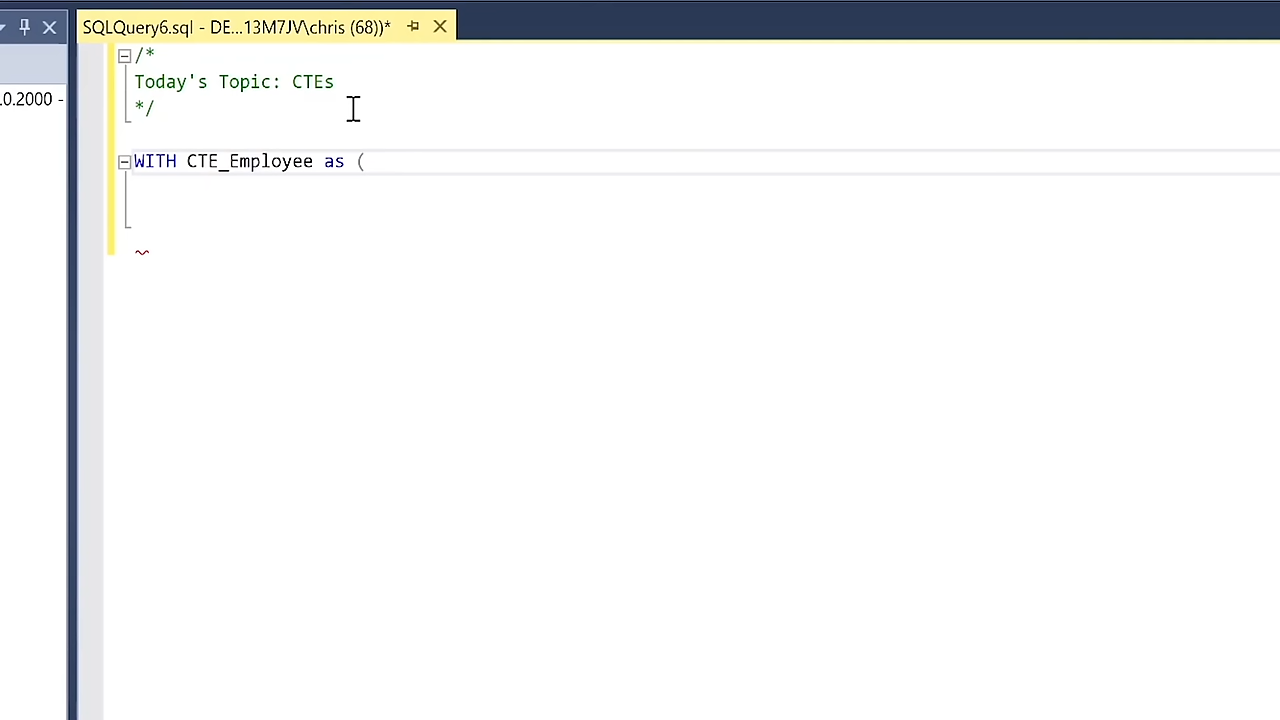 SQLQuery6.sql - DE...13M7JV\chris (68))*
.0.2000 -
/*
Today's Topic: CTEs
*/
WITH CTE_Employee as (